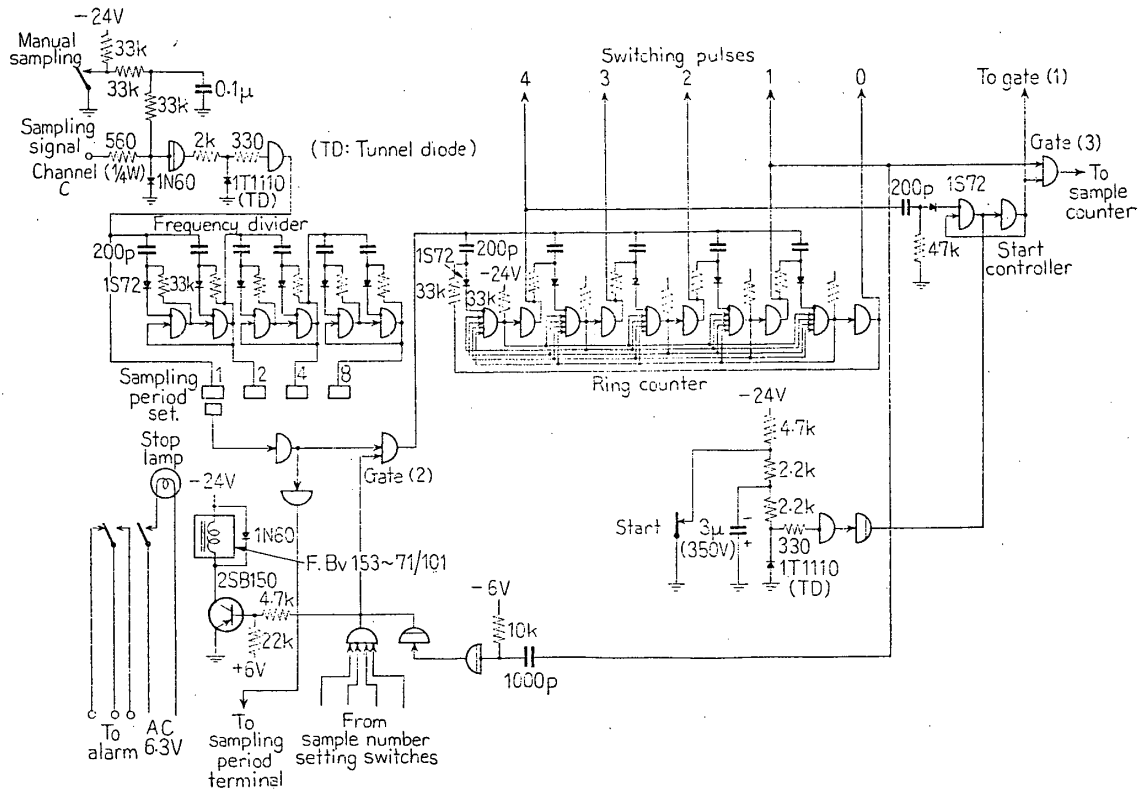 -24V
Manual
sampling
33k
33k
33k
0.1μ
Sampling
signal
Channel
C
560
(1/4W)
1N60
2k
330
1T1110
(TD)
(TD: Tunnel diode)
Switching pulses
4
3
2
1
0
To gate (1)
Gate (3)
To
sample
counter
200p
1S72
47k
Start
controller
Frequency divider
200p
1S72
33k
1S72
33k
200p
-24V
33k
Ring counter
Sampling
period
set.
1
2
4
8
Gate (2)
Stop
lamp
-24V
1N60
F. Bv 153~71/101
2SB150
4.7k
22k
+6V
-24V
4.7k
2.2k
2.2k
Start
3μ
(350V)
-
+
330
1T1110
(TD)
-6V
10k
1000p
To
alarm
AC
6.3V
To
sampling
period
terminal
From
sample number
setting switches